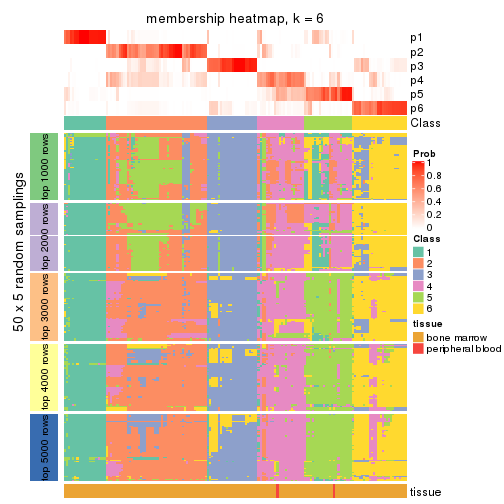 membership heatmap, k = 6
p1
p2
p3
p4
p5
p6
Class
50 x 5 random samplings
top 1000 rows
top 2000 rows
top 3000 rows
top 4000 rows
top 5000 rows
Prob
1
0.8
0.6
0.4
0.2
0
Class
1
2
3
4
5
6
tissue
bone marrow
peripheral blood
tissue